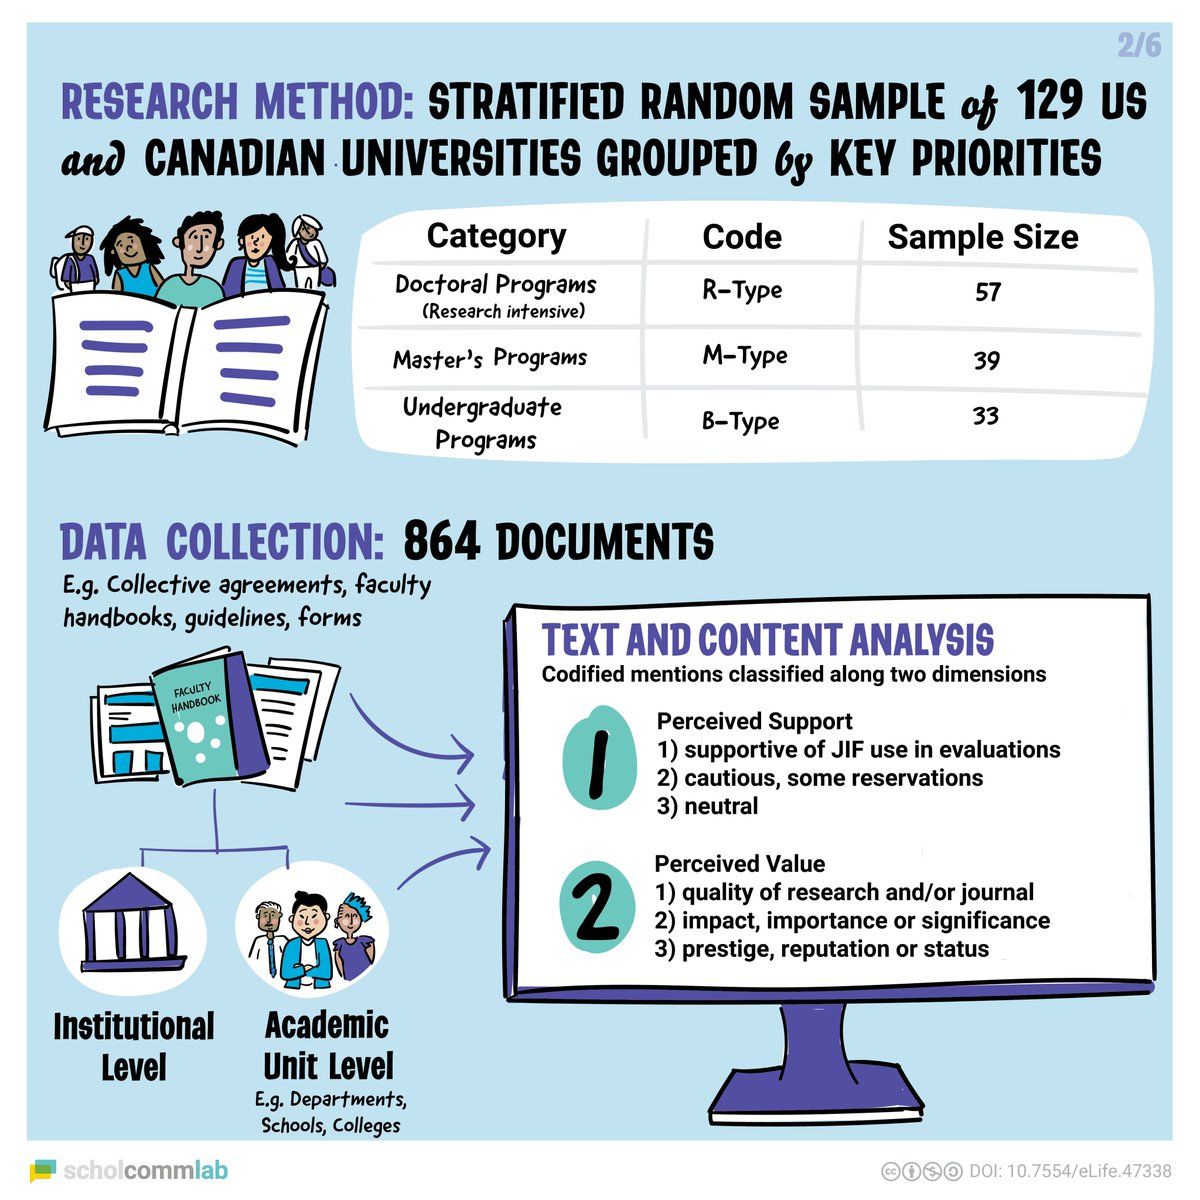 2/6
RESEARCH METHOD: STRATIFIED RANDOM SAMPLE of 129 US
and CANADIAN UNIVERSITIES GROUPED by KEY PRIORITIES
Category Code Sample Size
Doctoral Programs R-Type 57
(Research intensive)
Master's Programs M-Type 39
Undergraduate
Programs B-Type 33
DATA COLLECTION: 864 DOCUMENTS
E.g. Collective agreements, faculty
handbooks, guidelines, forms
FACULTY
HANDBOOK
Institutional
Level
Academic
Unit Level
E.g. Departments,
Schools, Colleges
TEXT AND CONTENT ANALYSIS
Codified mentions classified along two dimensions
1
Perceived Support
1) supportive of JIF use in evaluations
2) cautious, some reservations
3) neutral
2
Perceived Value
1) quality of research and/or journal
2) impact, importance or significance
3) prestige, reputation or status
scholcommlab
DOI: 10.7554/eLife.47338